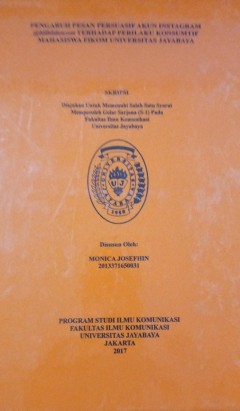 PENGARUH PESAN PERSUASIF AKUN INSTAGRAM
TERHADAP PERILAKU KONSUMTIF
MAHASISWA FIKOM UNIVERSITAS JAYABAYA
SKRIPSI
Diajukan Untuk Memenuhi Salah Satu Syarat
Memperoleh Gelar Sarjana (S-1) Pada
Fakultas Ilmu Komunikasi
Universitas Jayabaya
UJ
1958
Disusun Oleh:
MONICA JOSEFHIN
2013371650031
PROGRAM STUDI ILMU KOMUNIKASI
FAKULTAS ILMU KOMUNIKASI
UNIVERSITAS JAYABAYA
JAKARTA
2017